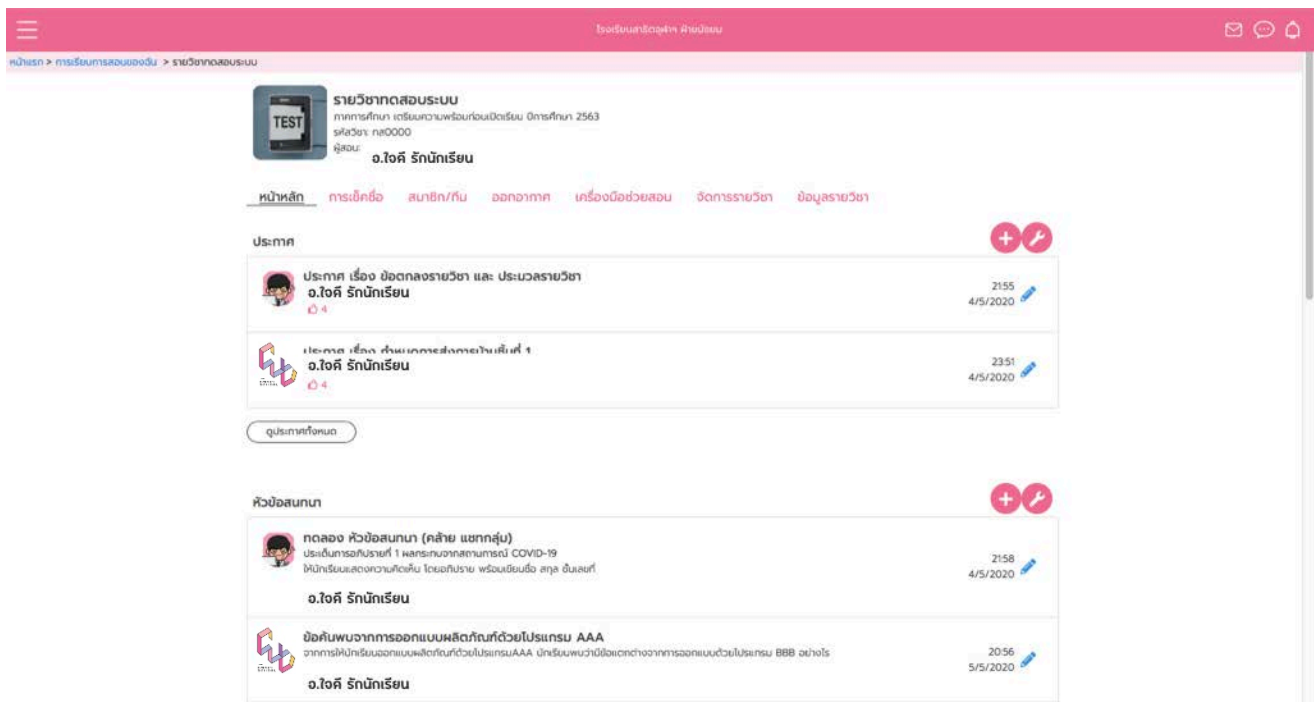 โรงเรียนสาธิตจุฬาฯ ฝ่ายมัธยม
หน้าแรก > การเรียนการสอนของฉัน > รายวิชาทดสอบระบบ
TEST
รายวิชาทดสอบระบบ
ภาคการศึกษา เตรียมความพร้อมก่อนเปิดเรียน ปีการศึกษา 2563
รหัสวิชา: ทส0000
ผู้สอน:
อ.ใจดี รักนักเรียน
หน้าหลัก การเช็คชื่อ สมาชิก/ทีม ออกอากาศ เครื่องมือช่วยสอน จัดการรายวิชา ข้อมูลรายวิชา
ประกาศ
ประกาศ เรื่อง ข้อตกลงรายวิชา และ ประมวลรายวิชา
อ.ใจดี รักนักเรียน
4
21:55
4/5/2020
ประกาศ เรื่อง กำหนดการส่งการบ้านชิ้นที่ 1
อ.ใจดี รักนักเรียน
4
23:51
4/5/2020
ดูประกาศทั้งหมด
หัวข้อสนทนา
ทดลอง หัวข้อสนทนา (คล้าย แชทกลุ่ม)
ประเด็นการอภิปรายที่ 1 ผลกระทบจากสถานการณ์ COVID-19
ให้นักเรียนแสดงความคิดเห็น โดยอภิปราย พร้อมเขียนชื่อ สกุล ชั้นเลขที่
อ.ใจดี รักนักเรียน
21:58
4/5/2020
ข้อค้นพบจากการออกแบบผลิตภัณฑ์ด้วยโปรแกรม AAA
จากการให้นักเรียนออกแบบผลิตภัณฑ์ด้วยโปรแกรมAAA นักเรียนพบว่ามีข้อแตกต่างจากการออกแบบด้วยโปรแกรม BBB อย่างไร
อ.ใจดี รักนักเรียน
20:56
5/5/2020